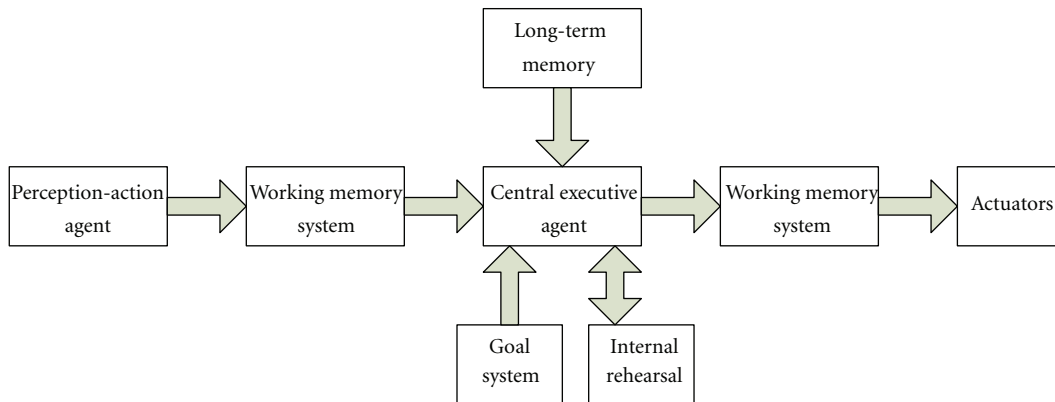 Long-term
memory
Perception-action
agent
Working memory
system
Central executive
agent
Working memory
system
Actuators
Goal
system
Internal
rehearsal